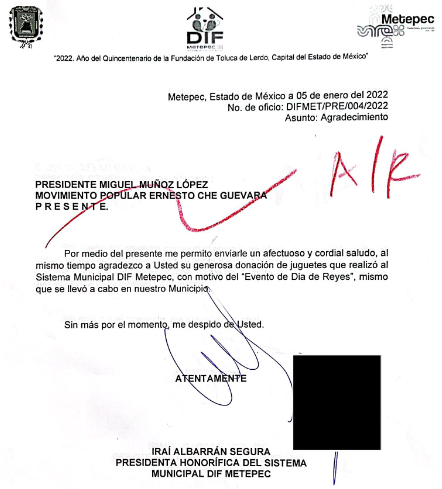 DIF
METEPEC
Metepec
"2022. Año del Quincentenario de la Fundación de Toluca de Lerdo, Capital del Estado de México"
Metepec, Estado de México a 05 de enero del 2022
No. de oficio: DIFMET/PRE/004/2022
Asunto: Agradecimiento
A/R
PRESIDENTE MIGUEL MUÑOZ LÓPEZ
MOVIMIENTO POPULAR ERNESTO CHE GUEVARA
P R E S E N T E.
Por medio del presente me permito enviarle un afectuoso y cordial saludo, al
mismo tiempo agradezco a Usted su generosa donación de juguetes que realizó al
Sistema Municipal DIF Metepec, con motivo del "Evento de Dia de Reyes", mismo
que se llevó a cabo en nuestro Municipio.
Sin más por el momento, me despido de Usted.
ATENTAMENTE
IRAÍ ALBARRÁN SEGURA
PRESIDENTA HONORÍFICA DEL SISTEMA
MUNICIPAL DIF METEPEC